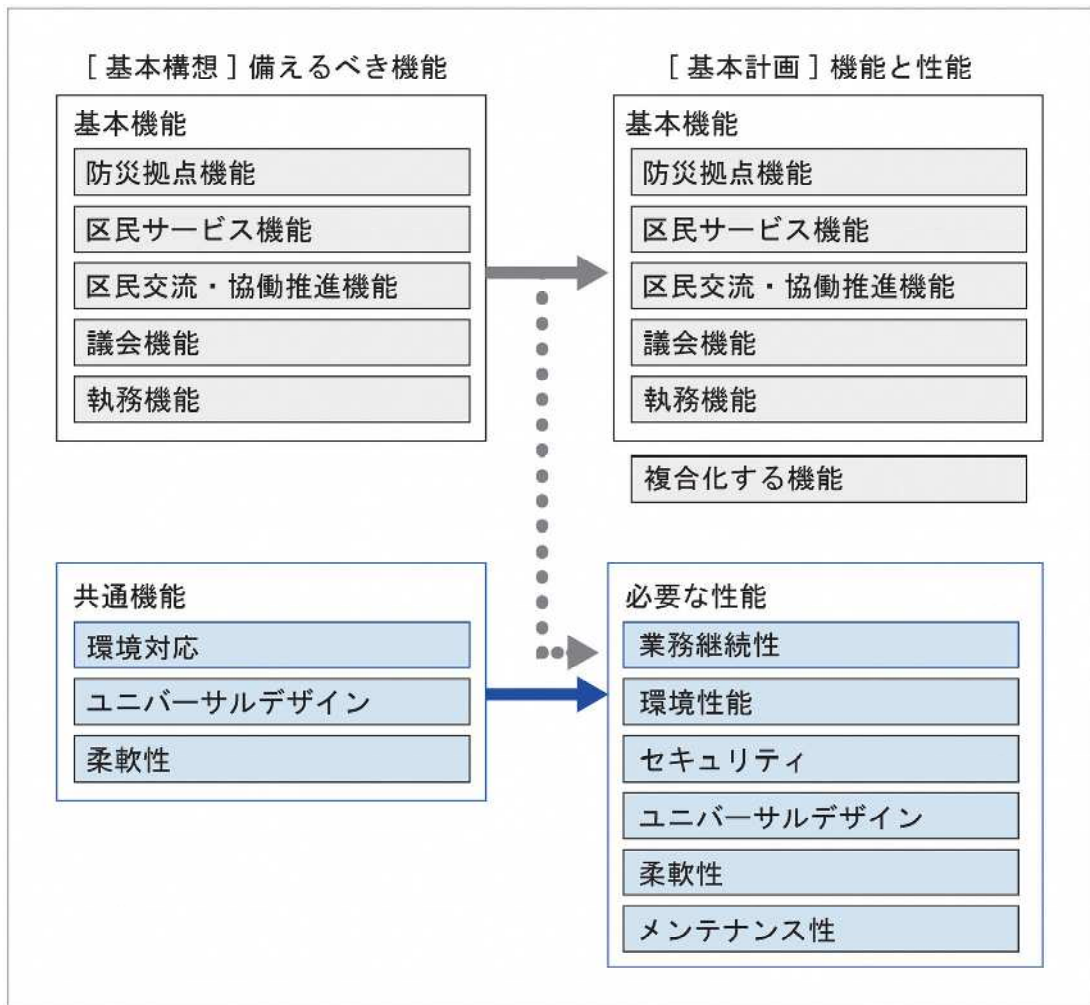 [ 基本構想 ] 備えるべき機能
基本機能
防災拠点機能
区民サービス機能
区民交流・協働推進機能
議会機能
執務機能
共通機能
環境対応
ユニバーサルデザイン
柔軟性
[ 基本計画 ] 機能と性能
基本機能
防災拠点機能
区民サービス機能
区民交流・協働推進機能
議会機能
執務機能
複合化する機能
必要な性能
業務継続性
環境性能
セキュリティ
ユニバーサルデザイン
柔軟性
メンテナンス性